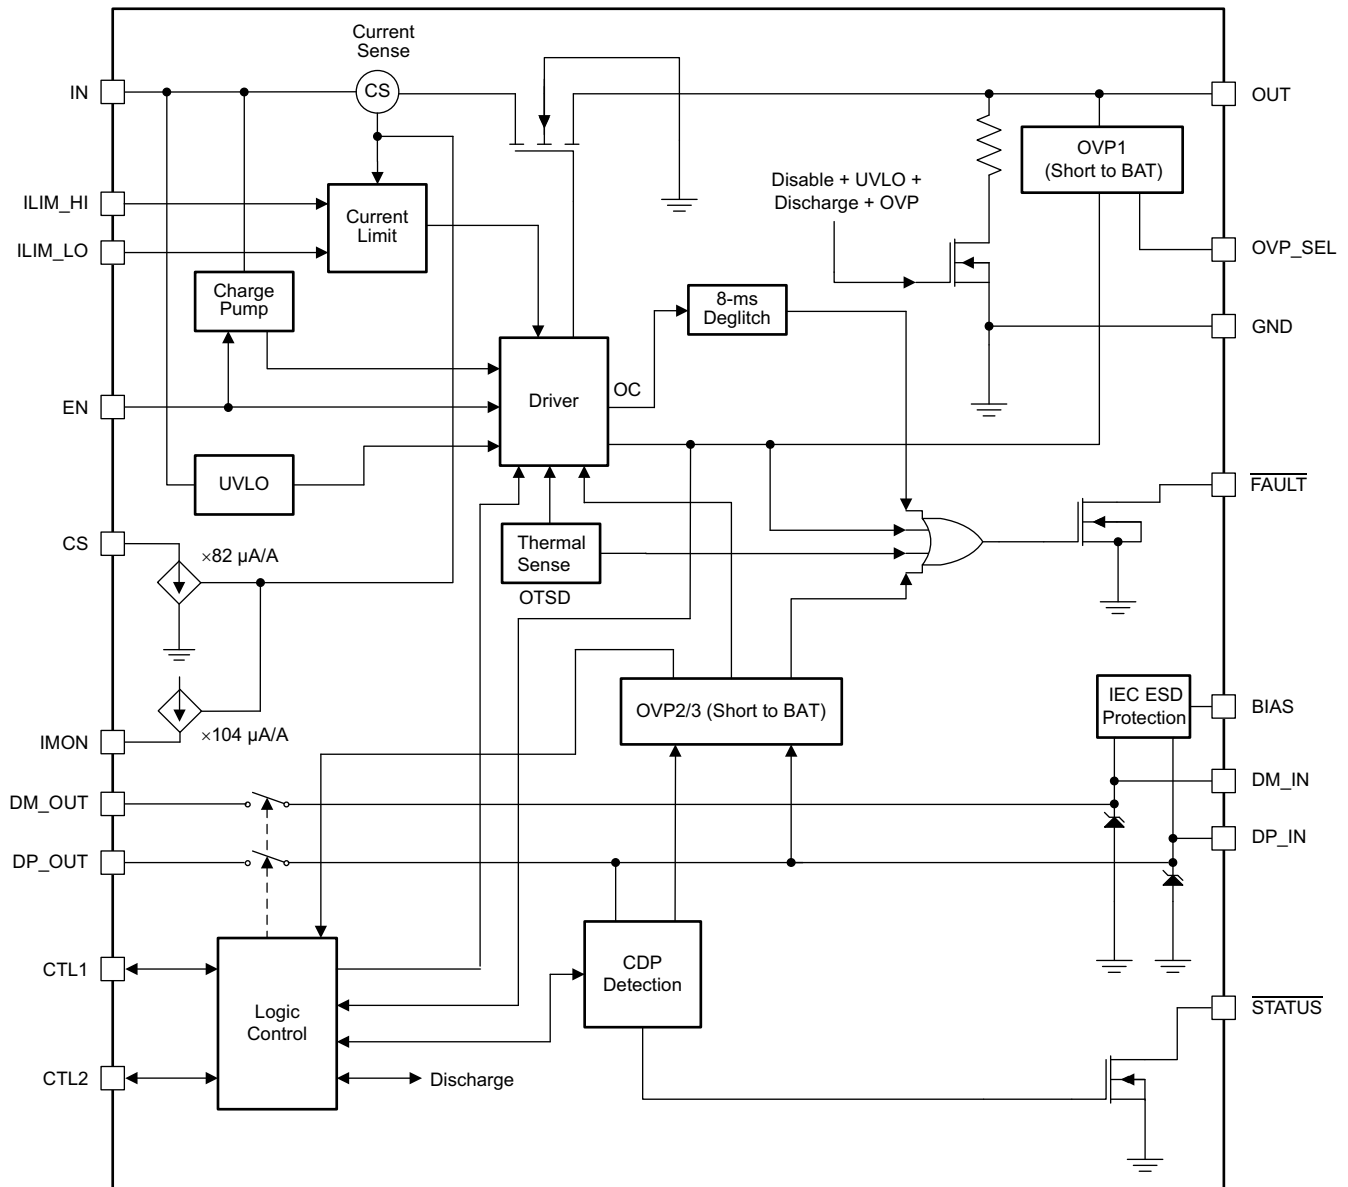 Current
Sense
IN
CS
OUT
OVP1
(Short to BAT)
Disable + UVLO +
Discharge + OVP
ILIM_HI
ILIM_LO
Current
Limit
OVP_SEL
Charge
Pump
8-ms
Deglitch
GND
EN
Driver
OC
UVLO
FAULT
CS
×82 µA/A
Thermal
Sense
OTSD
IMON
×104 µA/A
OVP2/3 (Short to BAT)
IEC ESD
Protection
BIAS
DM_OUT
DM_IN
DP_OUT
DP_IN
CTL1
CDP
Detection
Logic
Control
STATUS
CTL2
Discharge